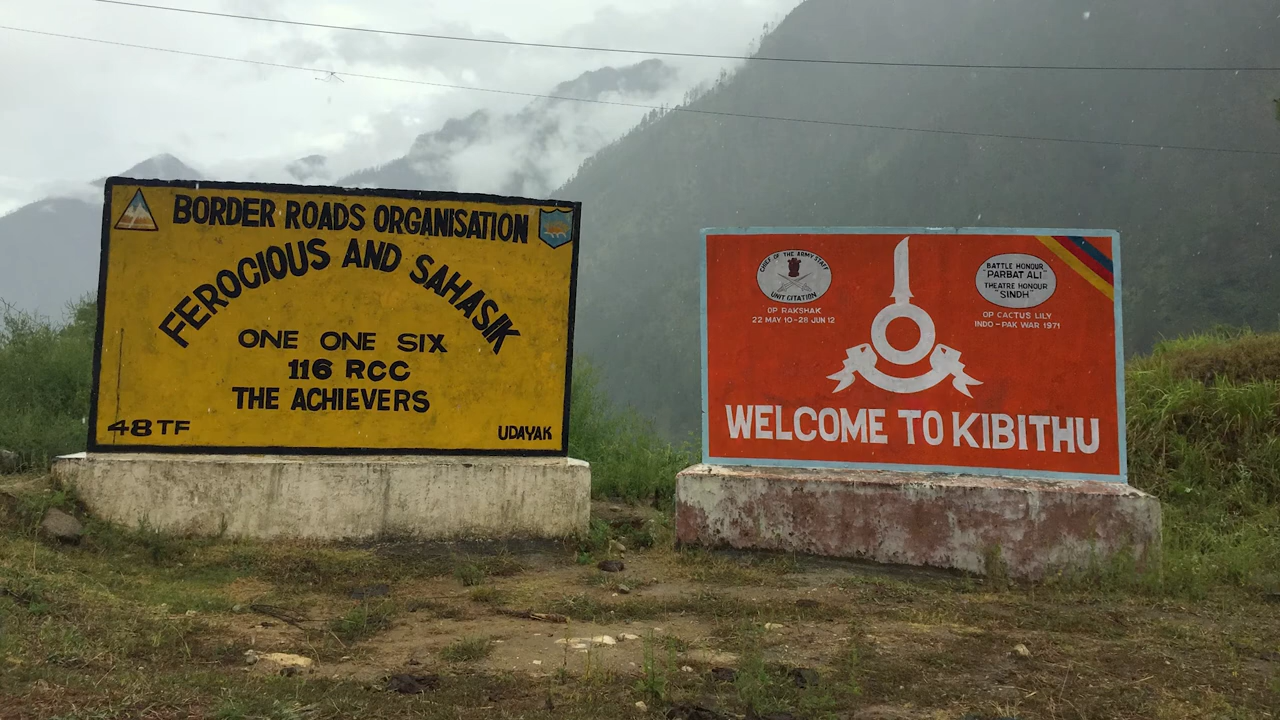 BORDER ROADS ORGANISATION
FEROCIOUS AND SAHASIK
ONE ONE SIX
116 RCC
THE ACHIEVERS
48 TF
UDAYAK
CHIEF OF THE ARMY STAFF
UNIT CITATION
OP RAKSHAK
22 MAY 10-28 JUN 12
BATTLE HONOUR
"PARBAT ALI"
THEATRE HONOUR
"SINDH"
OP CACTUS LILY
INDO-PAK WAR 1971
WELCOME TO KIBITHU